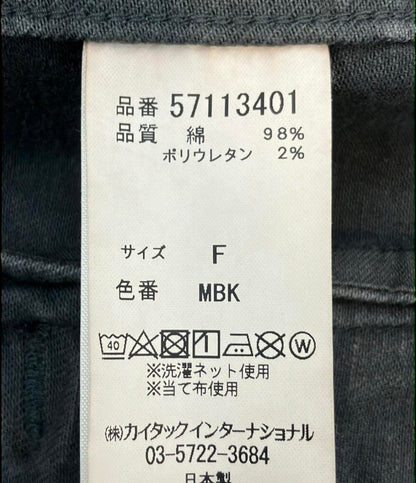 品番 57113401
品質 綿 98%
ポリウレタン 2%
サイズ F
色番 MBK
40 1 W
※洗濯ネット使用
※当て布使用
㈱カイタックインターナショナル
03-5722-3684
日本製